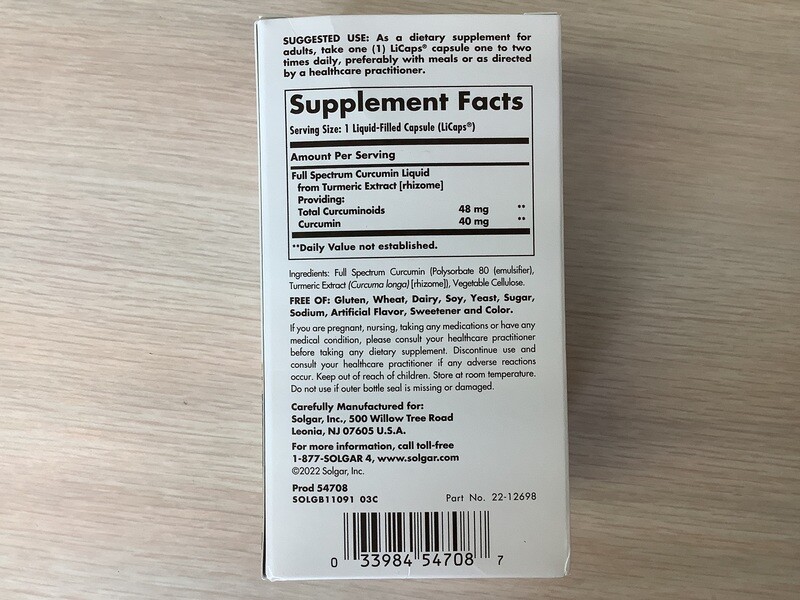 SUGGESTED USE: As a dietary supplement for
adults, take one (1) LiCaps® capsule one to two
times daily, preferably with meals or as directed
by a healthcare practitioner.
Supplement Facts
Serving Size: 1 Liquid-Filled Capsule (LiCaps®)
Amount Per Serving
Full Spectrum Curcumin Liquid
from Turmeric Extract [rhizome]
Providing:
Total Curcuminoids 48 mg **
Curcumin 40 mg **
**Daily Value not established.
Ingredients: Full Spectrum Curcumin (Polysorbate 80 (emulsifier),
Turmeric Extract (Curcuma longa) [rhizome]), Vegetable Cellulose.
FREE OF: Gluten, Wheat, Dairy, Soy, Yeast, Sugar,
Sodium, Artificial Flavor, Sweetener and Color.
If you are pregnant, nursing, taking any medications or have any
medical condition, please consult your healthcare practitioner
before taking any dietary supplement. Discontinue use and
consult your healthcare practitioner if any adverse reactions
occur. Keep out of reach of children. Store at room temperature.
Do not use if outer bottle seal is missing or damaged.
Carefully Manufactured for:
Solgar, Inc., 500 Willow Tree Road
Leonia, NJ 07605 U.S.A.
For more information, call toll-free
1-877-SOLGAR 4, www.solgar.com
©2022 Solgar, Inc.
Prod 54708
SOLGB11091 03C Part No. 22-12698
0 33984 54708 7